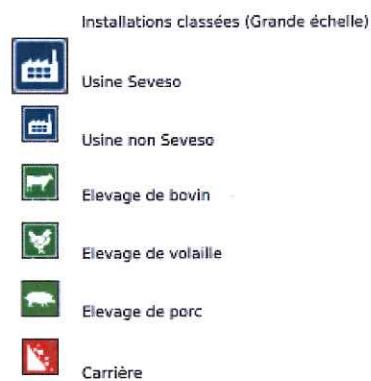 Installations classées (Grande échelle)
Usine Seveso
Usine non Seveso
Elevage de bovin
Elevage de volaille
Elevage de porc
Carrière